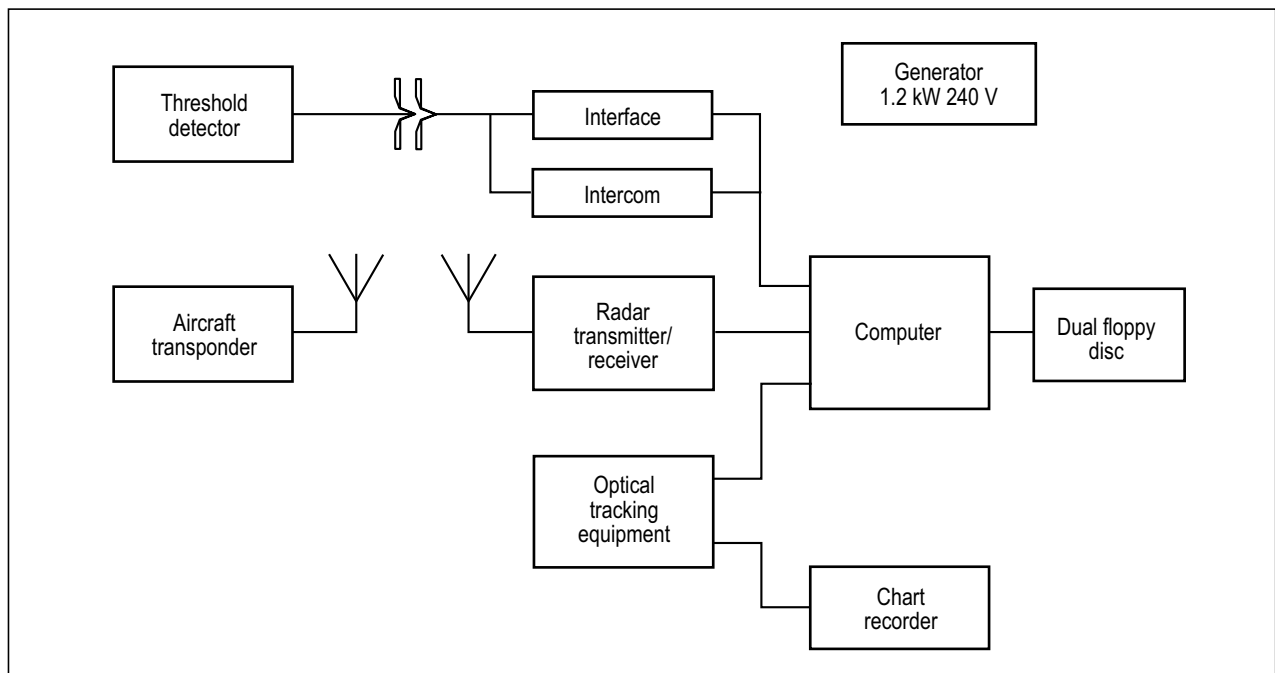 Threshold
detector
Interface
Intercom
Generator
1.2 kW 240 V
Aircraft
transponder
Radar
transmitter/
receiver
Computer
Dual floppy
disc
Optical
tracking
equipment
Chart
recorder